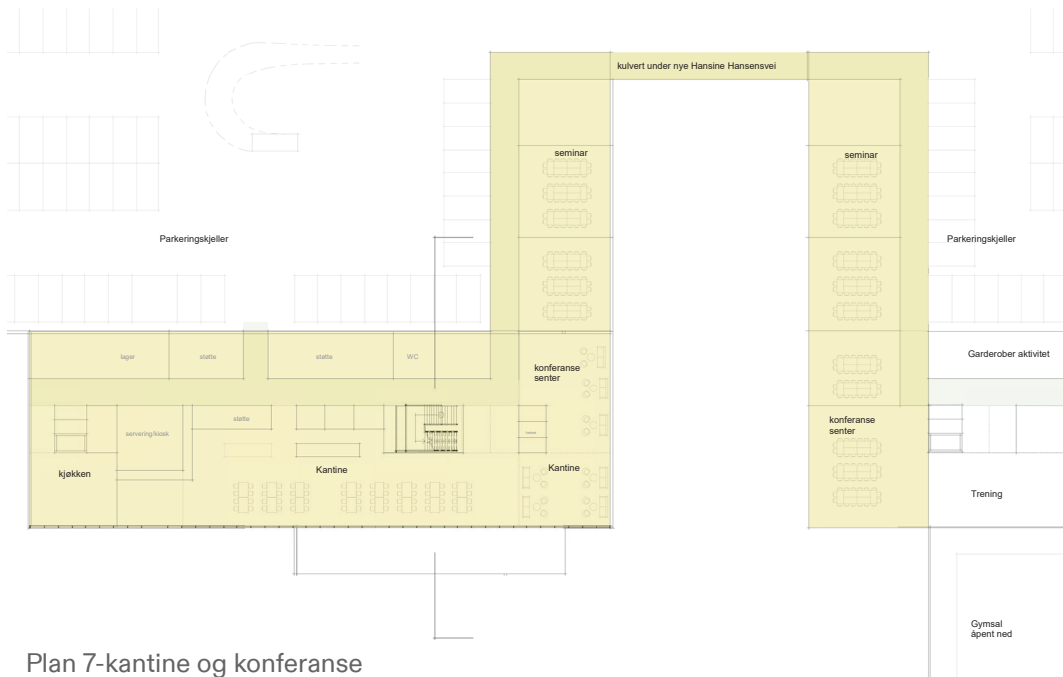 kulvert under nye Hansine Hansensvei
seminar
seminar
Parkeringskjeller
Parkeringskjeller
lager
støtte
støtte
WC
konferanse
senter
Garderober aktivitet
støtte
servering/kiosk
konferanse
senter
kjøkken
Kantine
Kantine
Trening
Gymsal
åpent ned
Plan 7-kantine og konferanse